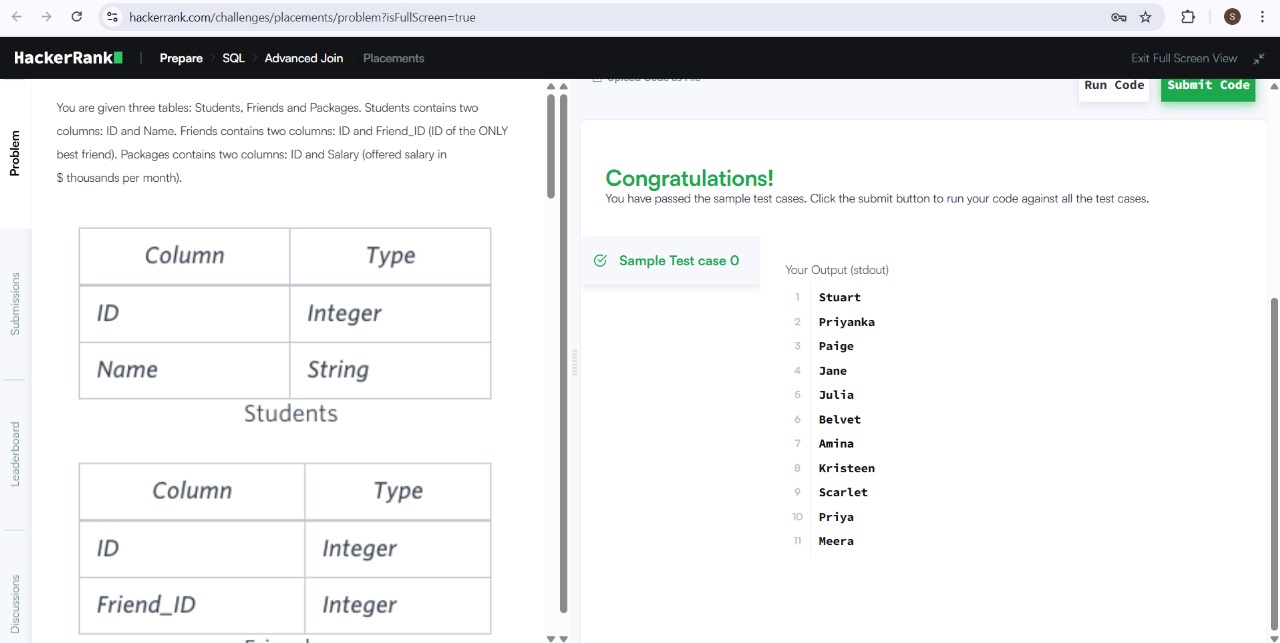 hackerrank.com/challenges/placements/problem?isFullScreen=true
S
HackerRank
Prepare
SQL
Advanced Join
Placements
Exit Full Screen View
Problem
Submissions
Leaderboard
Discussions
You are given three tables: Students, Friends and Packages. Students contains two
columns: ID and Name. Friends contains two columns: ID and Friend_ID (ID of the ONLY
best friend). Packages contains two columns: ID and Salary (offered salary in
$ thousands per month).
Column Type
ID Integer
Name String
Students
Column Type
ID Integer
Friend_ID Integer
Upload Code as File
Run Code
Submit Code
Congratulations!
You have passed the sample test cases. Click the submit button to run your code against all the test cases.
Sample Test case 0
Your Output (stdout)
1 Stuart
2 Priyanka
3 Paige
4 Jane
5 Julia
6 Belvet
7 Amina
8 Kristeen
9 Scarlet
10 Priya
11 Meera